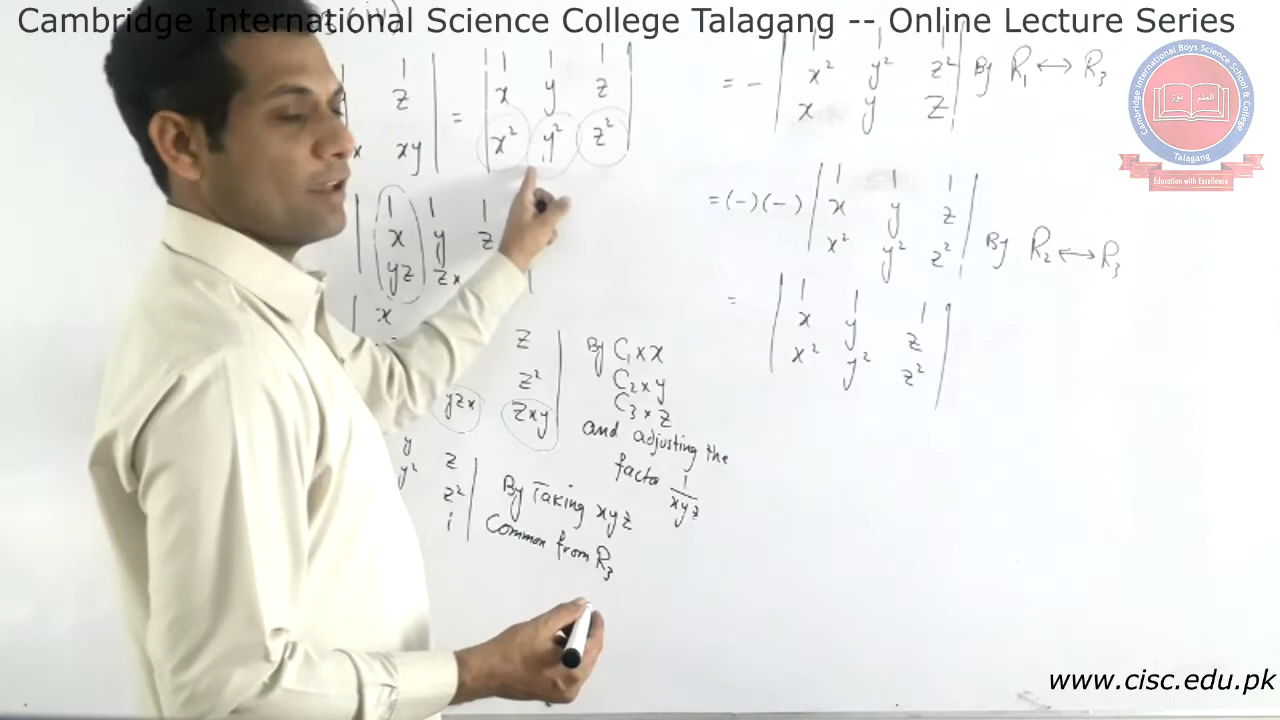 Cambridge International Science College Talagang -- Online Lecture Series
1
z
xy
= | 1 1 1 |
| x y z |
| x² y² z² |
| 1 1 1
x y z
yz zx
x
z
z²
yzx zxy
By C₁ × x
C₂ × y
C₃ × z
and adjusting the
factor 1/xyz
y z
y² z²
1
By Taking xyz
Common from R₃
= - | 1 1 1 |
| x² y² z² | By R₁ ↔ R₃
| x y z |
= (-)(-) | 1 1 1 |
| x y z |
| x² y² z² | By R₂ ↔ R₃
= | 1 1 1 |
| x y z |
| x² y² z² |
Cambridge International Boys Science School & College
Talagang
Education with Excellence
www.cisc.edu.pk